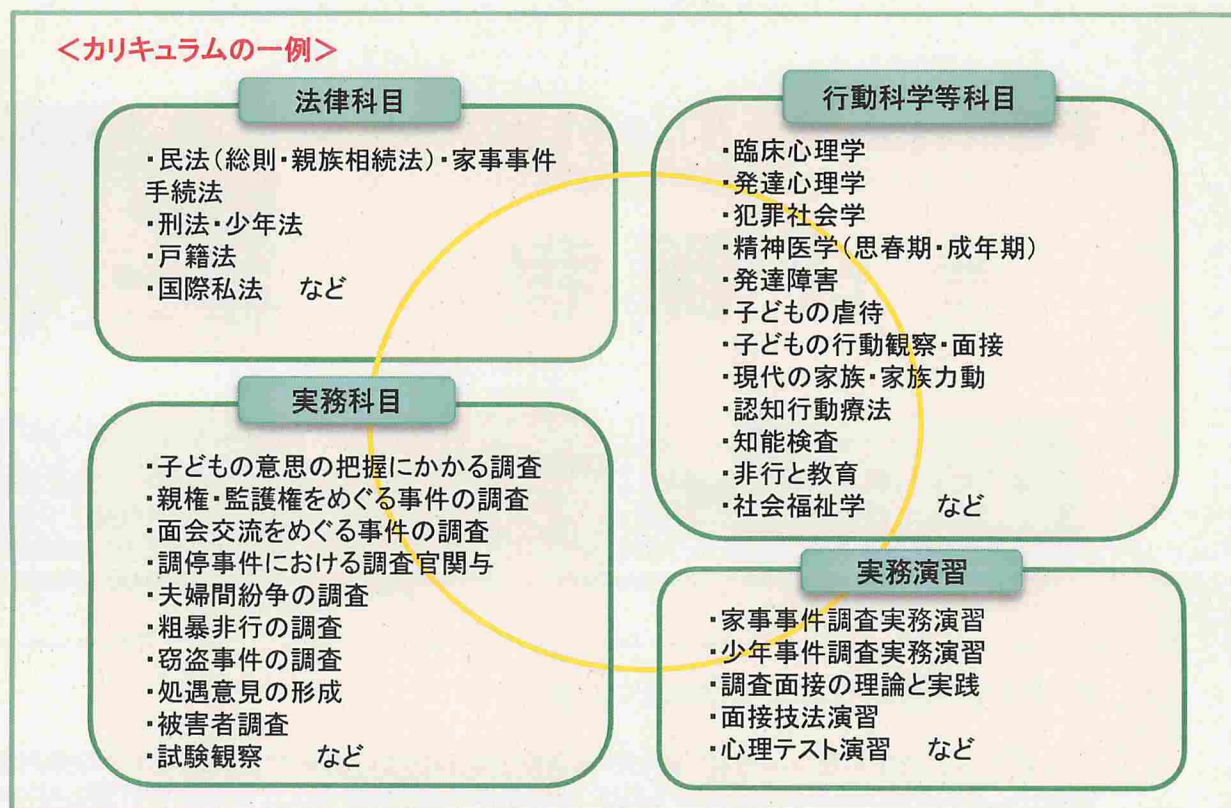 <カリキュラムの一例>
法律科目
・民法(総則・親族相続法)・家事事件
手続法
・刑法・少年法
・戸籍法
・国際私法　など
行動科学等科目
・臨床心理学
・発達心理学
・犯罪社会学
・精神医学(思春期・成年期)
・発達障害
・子どもの虐待
・子どもの行動観察・面接
・現代の家族・家族力動
・認知行動療法
・知能検査
・非行と教育
・社会福祉学　など
実務科目
・子どもの意思の把握にかかる調査
・親権・監護権をめぐる事件の調査
・面会交流をめぐる事件の調査
・調停事件における調査官関与
・夫婦間紛争の調査
・粗暴非行の調査
・窃盗事件の調査
・処遇意見の形成
・被害者調査
・試験観察　など
実務演習
・家事事件調査実務演習
・少年事件調査実務演習
・調査面接の理論と実践
・面接技法演習
・心理テスト演習　など